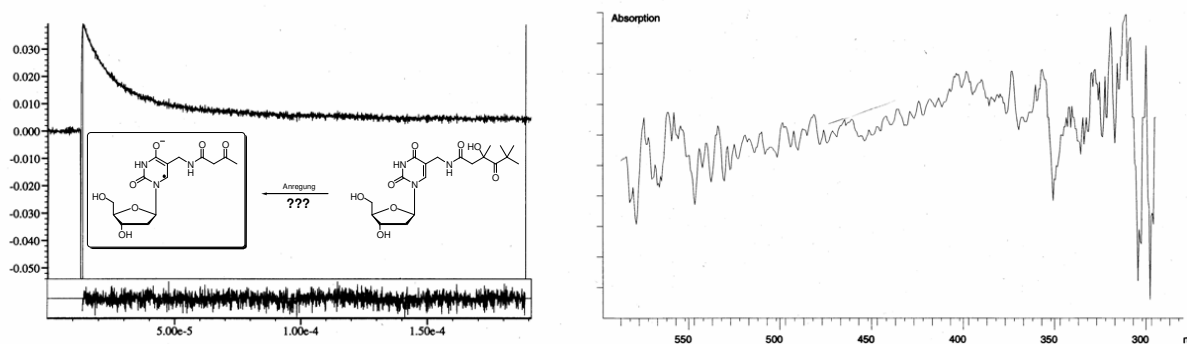 0.030
0.020
0.010
0.000
-0.010
-0.020
-0.030
-0.040
-0.050
5.00e-5
1.00e-4
1.50e-4
O⁻
HN
O
N
N
H
O
O
HO
O
OH
Anregung
???
O
HN
O
N
N
H
O
HO
O
HO
O
OH
Absorption
550
500
450
400
350
300